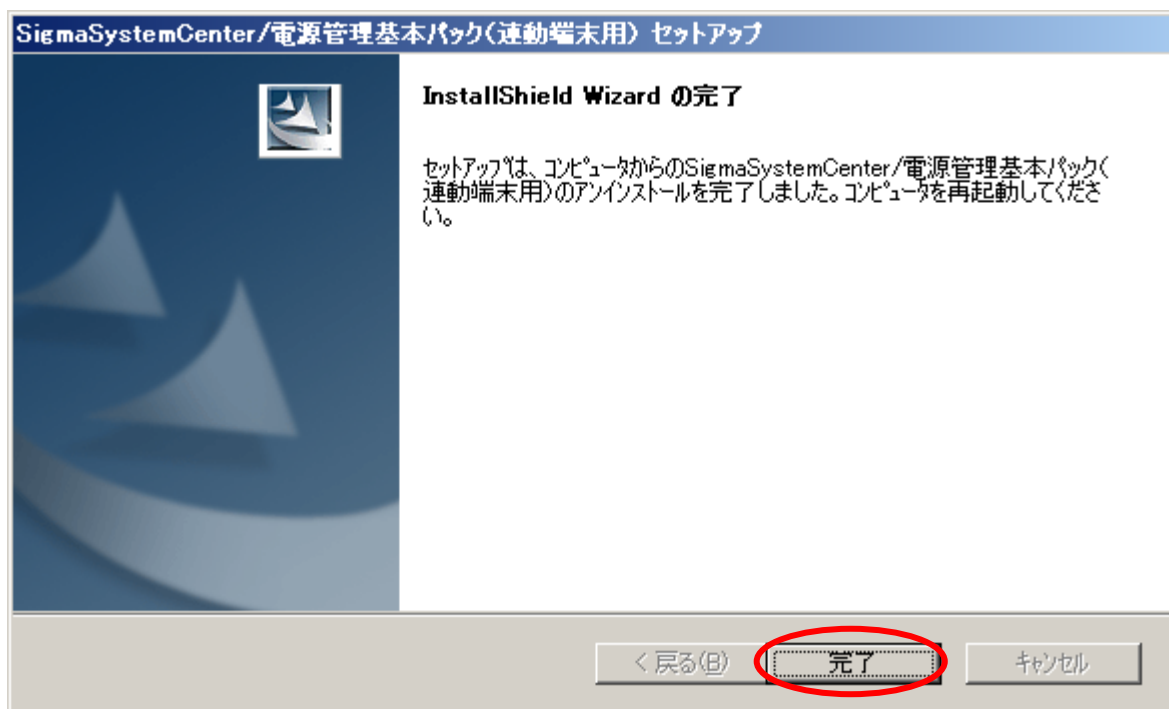 SigmaSystemCenter/電源管理基本パック(連動端末用) セットアップ
InstallShield Wizard の完了
セットアップは、コンピュータからのSigmaSystemCenter/電源管理基本パック(
連動端末用)のアンインストールを完了しました。コンピュータを再起動してくださ
い。
< 戻る(B)
完了
キャンセル